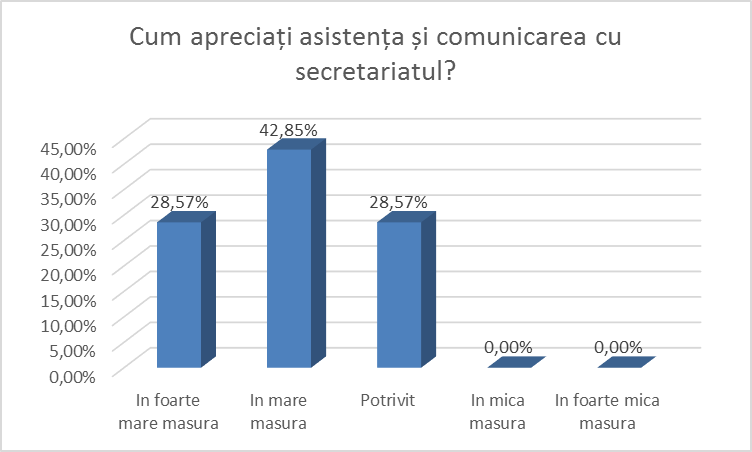 Cum apreciați asistența și comunicarea cu
secretariatul?
45,00%
40,00%
35,00%
30,00%
25,00%
20,00%
15,00%
10,00%
5,00%
0,00%
28,57%
42,85%
28,57%
0,00%
0,00%
In foarte
mare masura
In mare
masura
Potrivit
In mica
masura
In foarte mica
masura